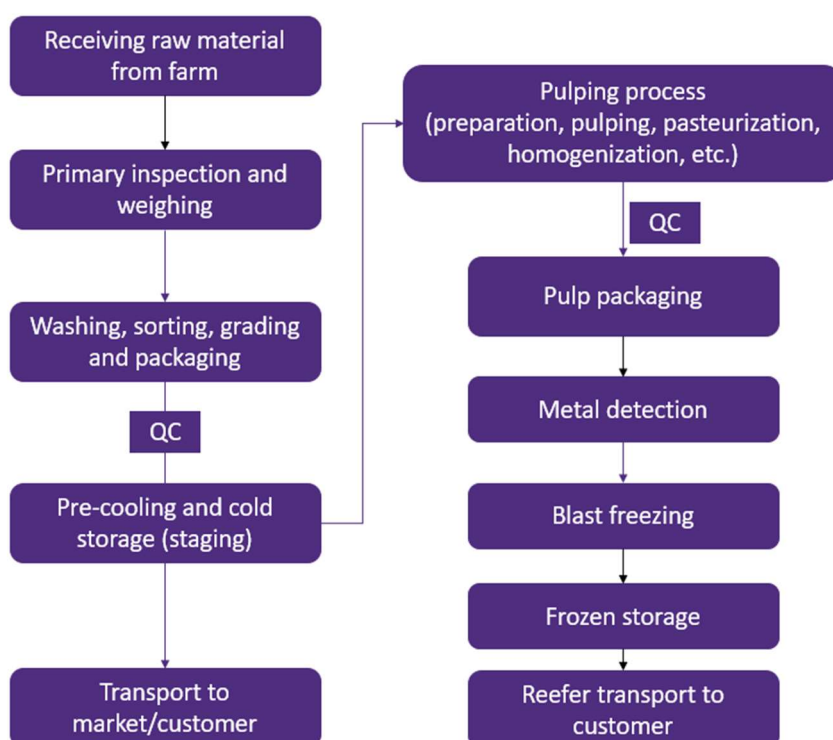 Receiving raw material
from farm
Primary inspection and
weighing
Washing, sorting, grading
and packaging
QC
Pre-cooling and cold
storage (staging)
Transport to
market/customer
Pulping process
(preparation, pulping, pasteurization,
homogenization, etc.)
QC
Pulp packaging
Metal detection
Blast freezing
Frozen storage
Reefer transport to
customer